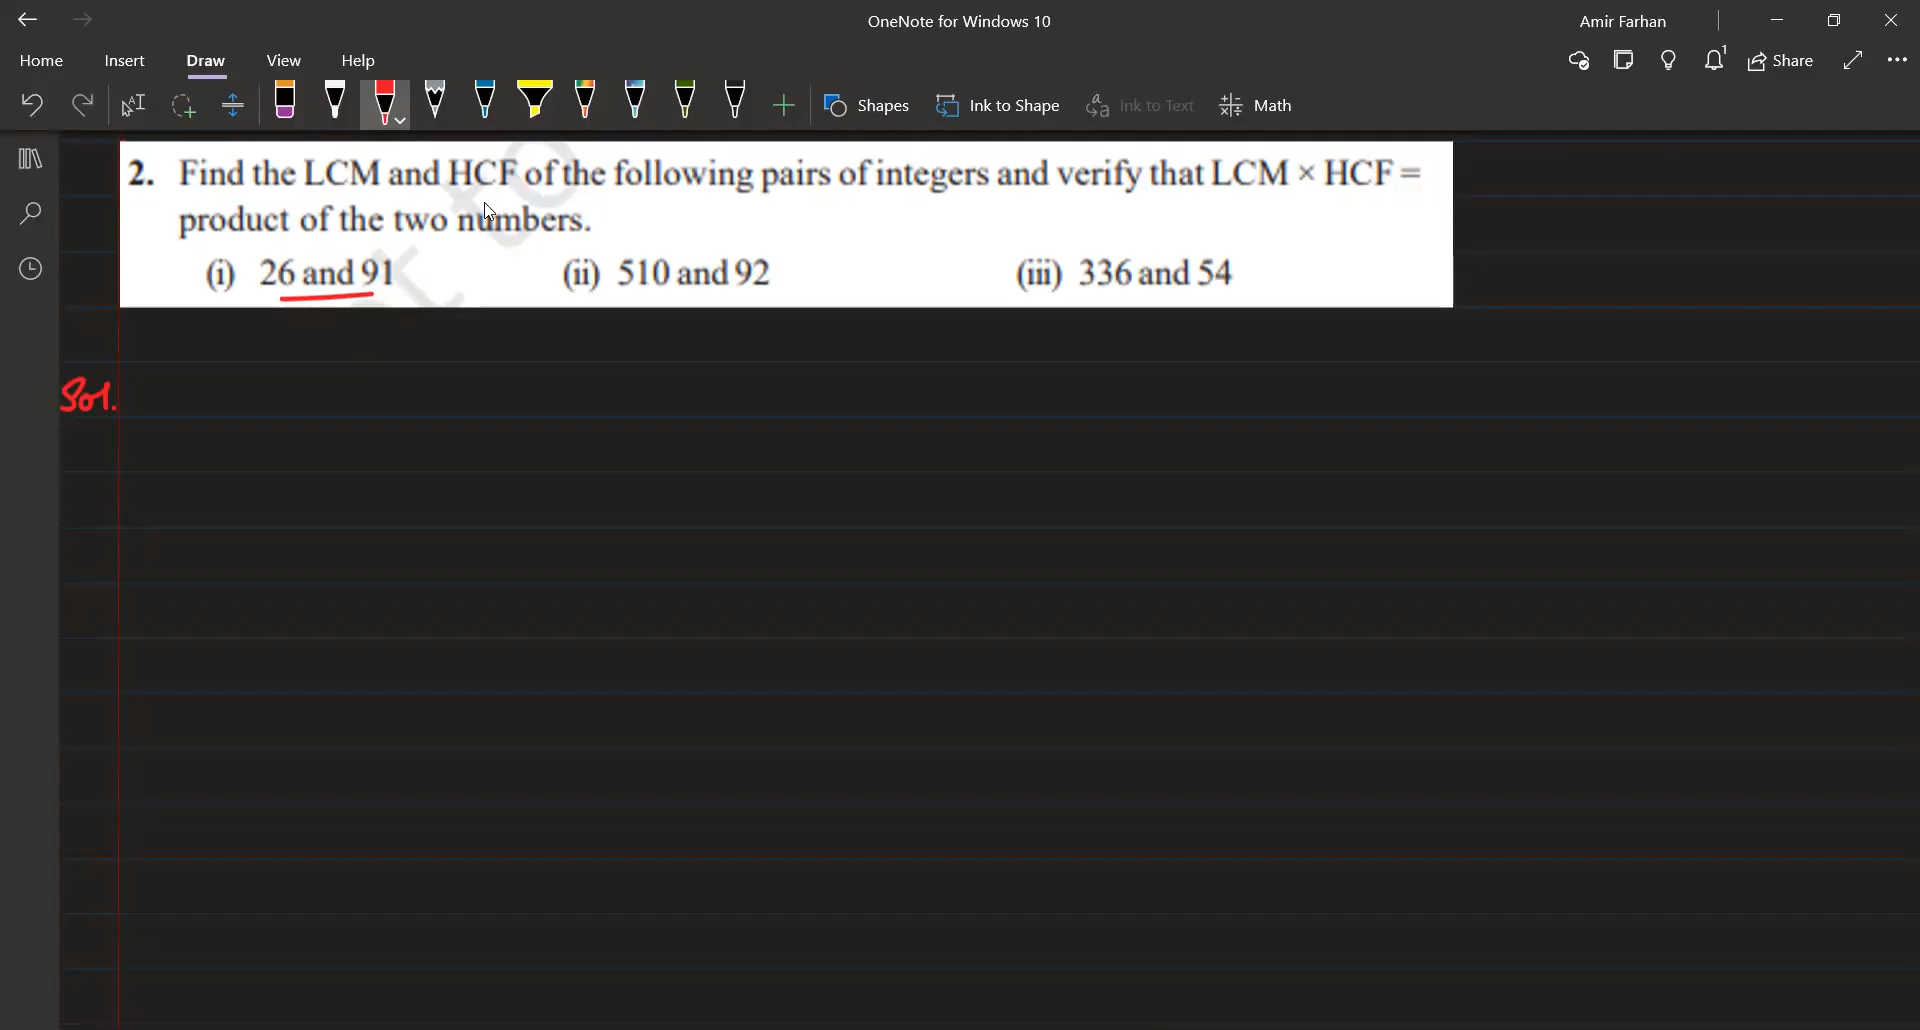 OneNote for Windows 10
Amir Farhan
Home Insert Draw View Help
1
Share
Shapes Ink to Shape Ink to Text Math
2. Find the LCM and HCF of the following pairs of integers and verify that LCM × HCF =
product of the two numbers.
(i) 26 and 91 (ii) 510 and 92 (iii) 336 and 54
Sol.